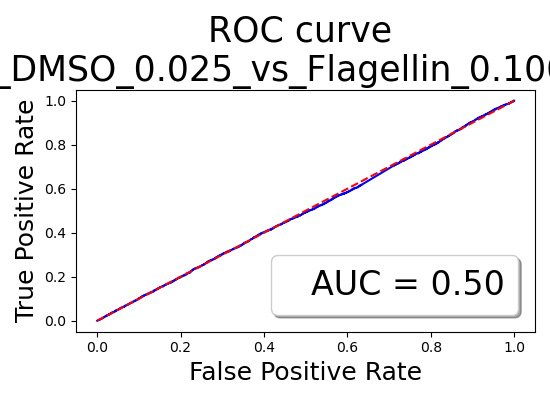 ROC curve
_DMSO_0.025_vs_Flagellin_0.100
True Positive Rate
1.0
0.8
0.6
0.4
0.2
0.0
AUC = 0.50
0.0 0.2 0.4 0.6 0.8 1.0
False Positive Rate